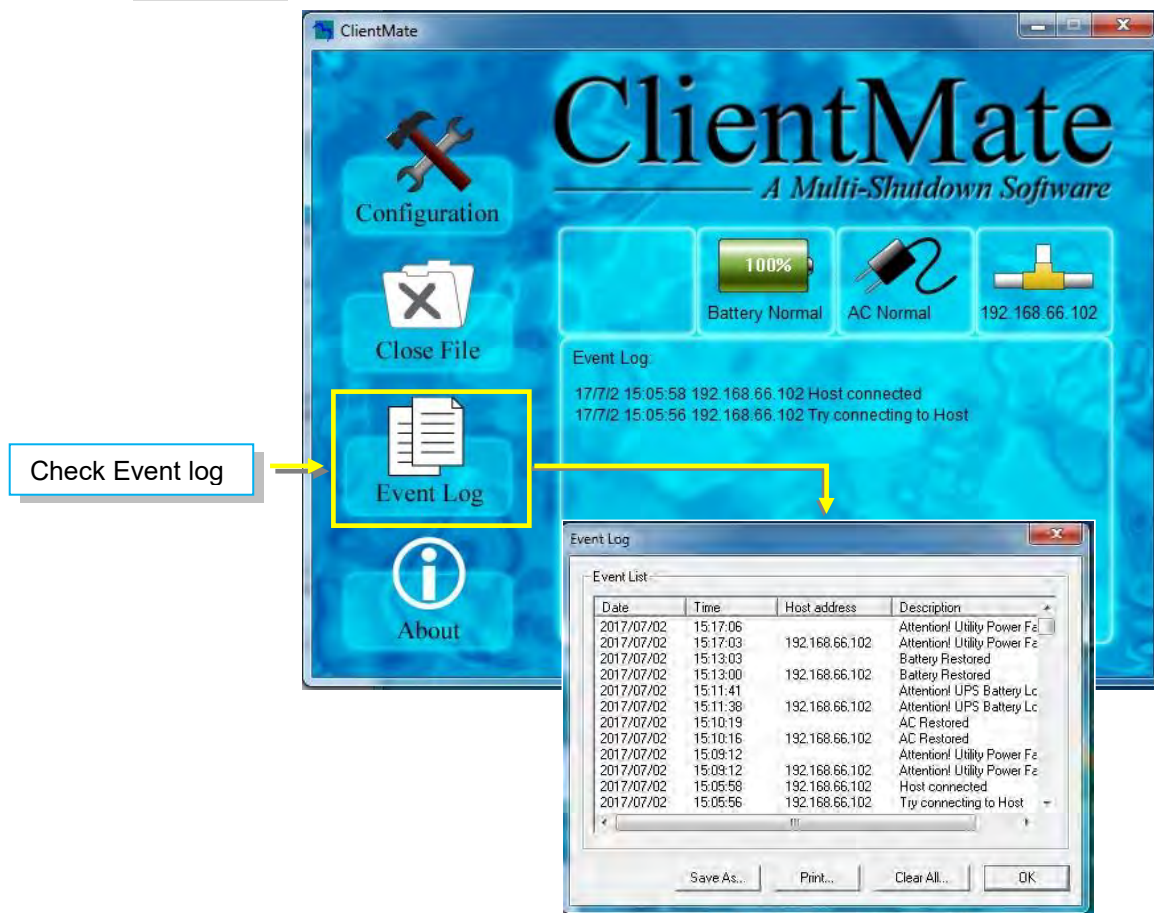 ClientMate
ClientMate
A Multi-Shutdown Software
Configuration
Close File
Event Log
About
100%
Battery Normal
AC Normal
192.168.66.102
Event Log:
17/7/2 15:05:58 192.168.66.102 Host connected
17/7/2 15:05:56 192.168.66.102 Try connecting to Host
Check Event log
Event Log
Event List
Date Time Host address Description
2017/07/02 15:17:06 Attention! Utility Power Fa
2017/07/02 15:17:03 192.168.66.102 Attention! Utility Power Fa
2017/07/02 15:13:03 Battery Restored
2017/07/02 15:13:00 192.168.66.102 Battery Restored
2017/07/02 15:11:41 Attention! UPS Battery Lc
2017/07/02 15:11:38 192.168.66.102 Attention! UPS Battery Lc
2017/07/02 15:10:19 AC Restored
2017/07/02 15:10:16 192.168.66.102 AC Restored
2017/07/02 15:09:12 Attention! Utility Power Fa
2017/07/02 15:09:12 192.168.66.102 Attention! Utility Power Fa
2017/07/02 15:05:58 192.168.66.102 Host connected
2017/07/02 15:05:56 192.168.66.102 Try connecting to Host
Save As.. Print... Clear All... OK